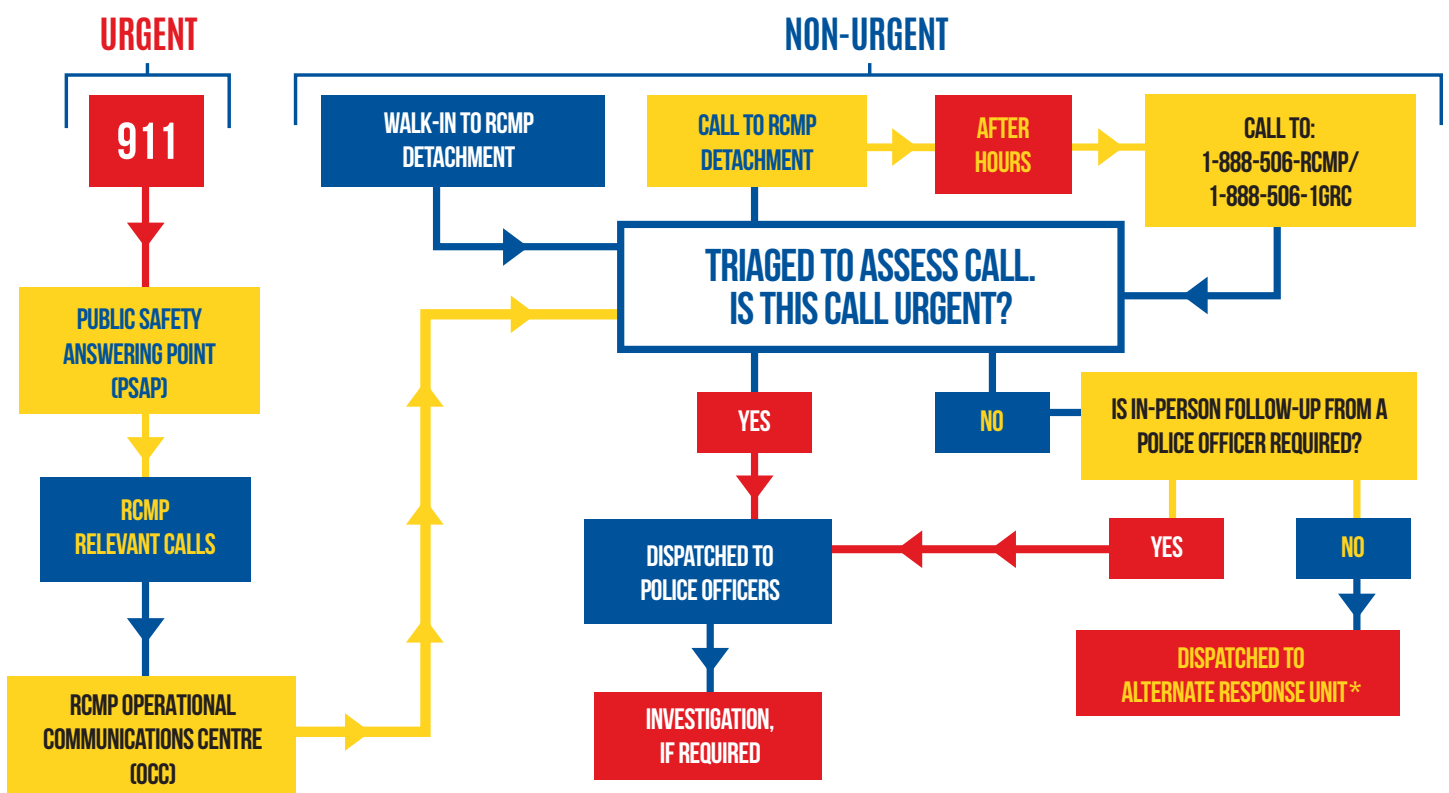 URGENT
NON-URGENT
911
WALK-IN TO RCMP
DETACHMENT
CALL TO RCMP
DETACHMENT
AFTER
HOURS
CALL TO:
1-888-506-RCMP/
1-888-506-1GRC
TRIAGED TO ASSESS CALL.
IS THIS CALL URGENT?
PUBLIC SAFETY
ANSWERING POINT
(PSAP)
YES
NO
IS IN-PERSON FOLLOW-UP FROM A
POLICE OFFICER REQUIRED?
RCMP
RELEVANT CALLS
DISPATCHED TO
POLICE OFFICERS
YES
NO
RCMP OPERATIONAL
COMMUNICATIONS CENTRE
(OCC)
INVESTIGATION,
IF REQUIRED
DISPATCHED TO
ALTERNATE RESPONSE UNIT*